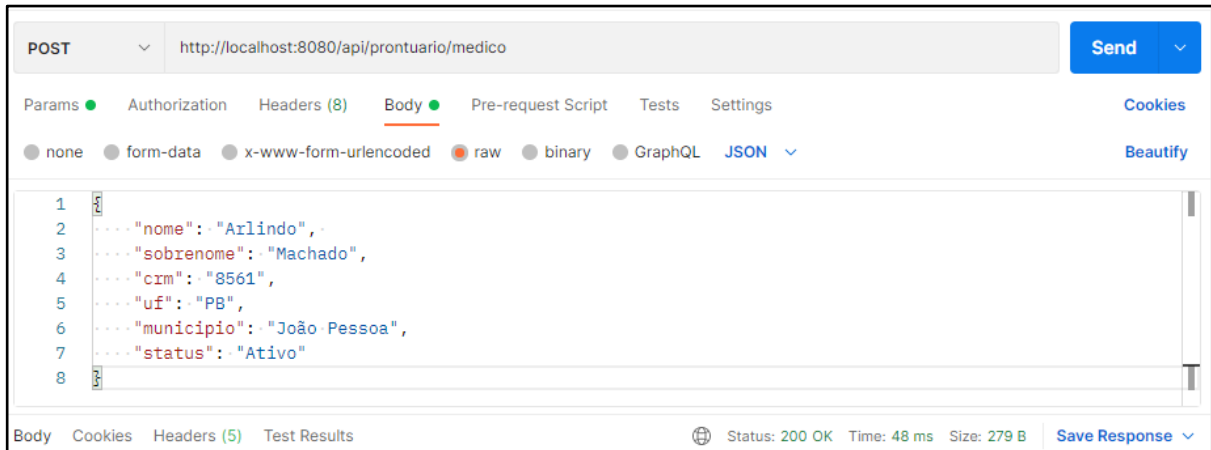 POST http://localhost:8080/api/prontuario/medico Send
Params Authorization Headers (8) Body Pre-request Script Tests Settings Cookies
none form-data x-www-form-urlencoded raw binary GraphQL JSON Beautify
1 {
2 "nome": "Arlindo",
3 "sobrenome": "Machado",
4 "crm": "8561",
5 "uf": "PB",
6 "municipio": "João Pessoa",
7 "status": "Ativo"
8 }
Body Cookies Headers (5) Test Results Status: 200 OK Time: 48 ms Size: 279 B Save Response